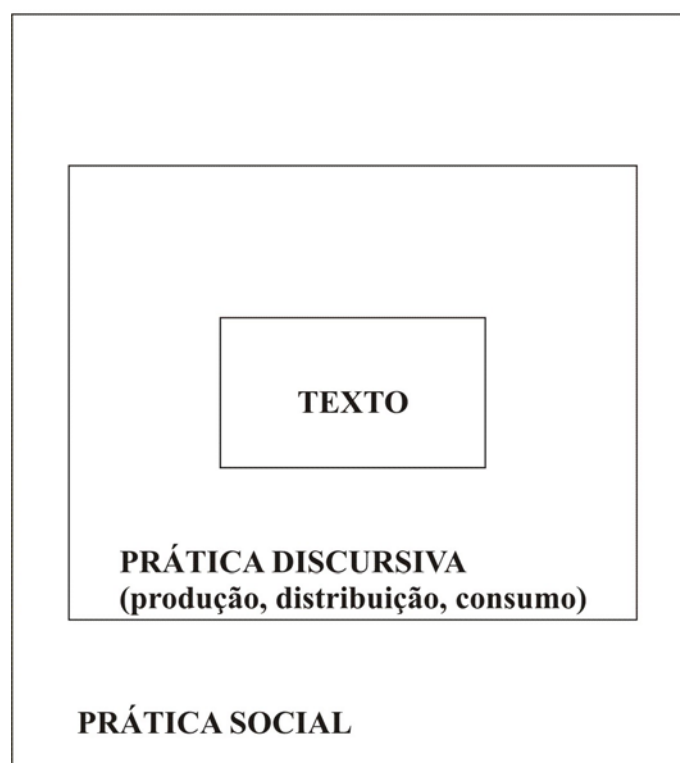 TEXTO
PRÁTICA DISCURSIVA
(produção, distribuição, consumo)
PRÁTICA SOCIAL